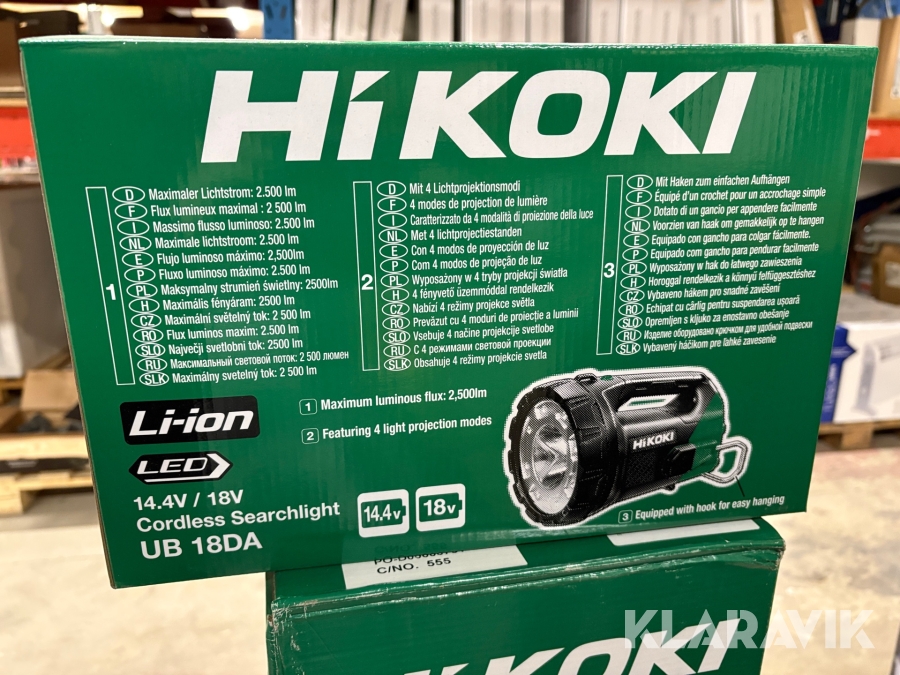 HiKOKI
1
D Maximaler Lichtstrom: 2.500 lm
F Flux lumineux maximal : 2 500 lm
I Massimo flusso luminoso: 2.500 lm
NL Maximale lichtstroom: 2.500 lm
E Flujo luminoso máximo: 2,500lm
P Fluxo luminoso máximo: 2.500 lm
PL Maksymalny strumień świetlny: 2500lm
H Maximális fényáram: 2500 lm
CZ Maximální světelný tok: 2 500 lm
RO Flux luminos maxim: 2.500 lm
SLO Največji svetlobni tok: 2500 lm
RU Максимальный световой поток: 2 500 люмен
SLK Maximálny svetelný tok: 2 500 lm
2
D Mit 4 Lichtprojektionsmodi
F 4 modes de projection de lumière
I Caratterizzato da 4 modalità di proiezione della luce
NL Met 4 lichtprojectiestanden
E Con 4 modos de proyección de luz
P Com 4 modos de projeção de luz
PL Wyposażony w 4 tryby projekcji światła
H 4 fényvető üzemmóddal rendelkezik
CZ Nabízí 4 režimy projekce světla
RO Prevăzut cu 4 moduri de proiecție a luminii
SLO Vsebuje 4 načine projekcije svetlobe
RU С 4 режимами световой проекции
SLK Obsahuje 4 režimy projekcie svetla
3
D Mit Haken zum einfachen Aufhängen
F Équipé d'un crochet pour un accrochage simple
I Dotato di un gancio per appendere facilmente
NL Voorzien van haak om gemakkelijk op te hangen
E Equipado con gancho para colgar fácilmente.
P Equipado com gancho para pendurar facilmente
PL Wyposażony w hak do łatwego zawieszenia
H Horoggal rendelkezik a könnyű felfüggesztéshez
CZ Vybaveno hákem pro snadné zavěšení
RO Echipat cu cârlig pentru suspendarea ușoară
SLO Opremljen s kljuko za enostavno obešanje
RU Изделие оборудовано крючком для удобной подвески
SLK Vybavený háčikom pre ľahké zavesenie
Li-ion
LED
14.4V / 18V
Cordless Searchlight
UB 18DA
1 Maximum luminous flux: 2,500lm
2 Featuring 4 light projection modes
14.4v 18v
HiKOKI
3 Equipped with hook for easy hanging
C/NO. 555
HiKOKI
KLARAVIK